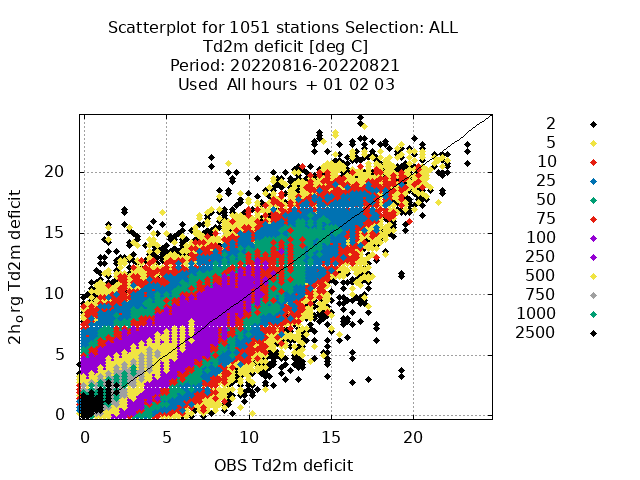 Scatterplot for 1051 stations Selection: ALL
Td2m deficit [deg C]
Period: 20220816-20220821
Used All hours + 01 02 03
2h_org Td2m deficit
20
15
10
5
0
0 5 10 15 20
OBS Td2m deficit
2
5
10
25
50
75
100
250
500
750
1000
2500